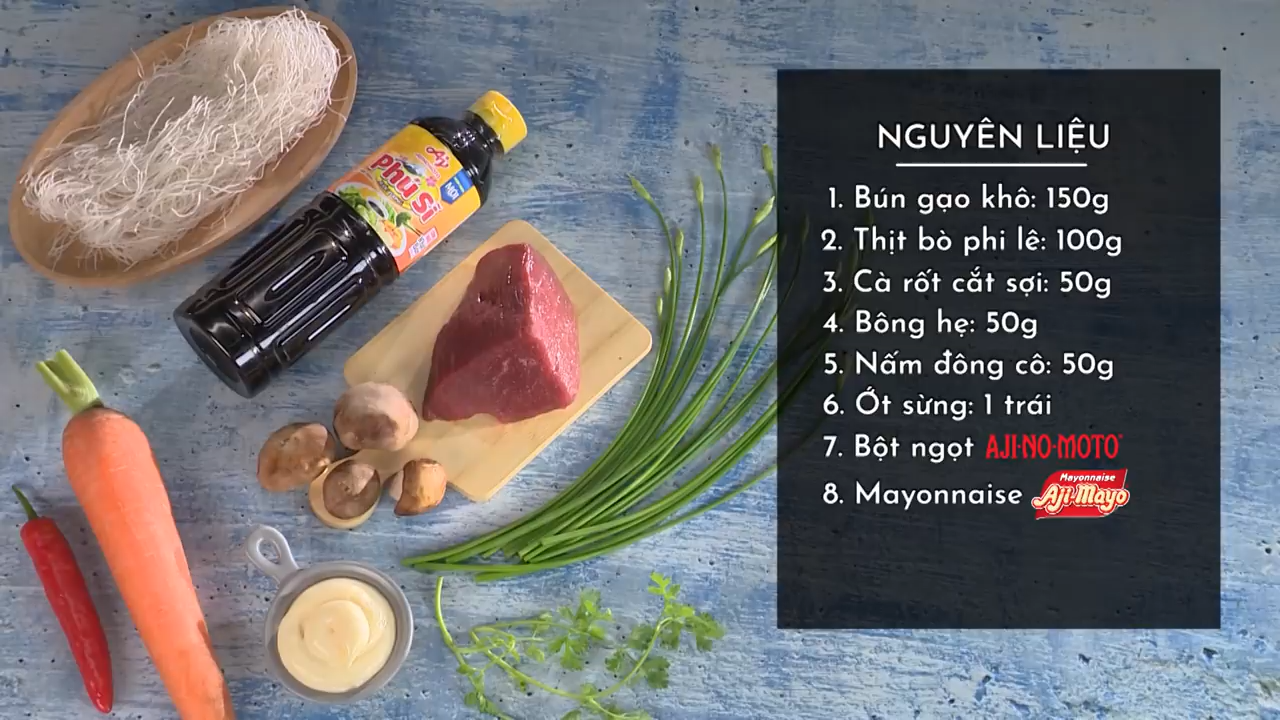 NGUYÊN LIỆU
1. Bún gạo khô: 150g
2. Thịt bò phi lê: 100g
3. Cà rốt cắt sợi: 50g
4. Bông hẹ: 50g
5. Nấm đông cô: 50g
6. Ớt sừng: 1 trái
7. Bột ngọt AJI-NO-MOTO®
8. Mayonnaise Mayonnaise Aji-Mayo
Phú Sĩ
MỚI